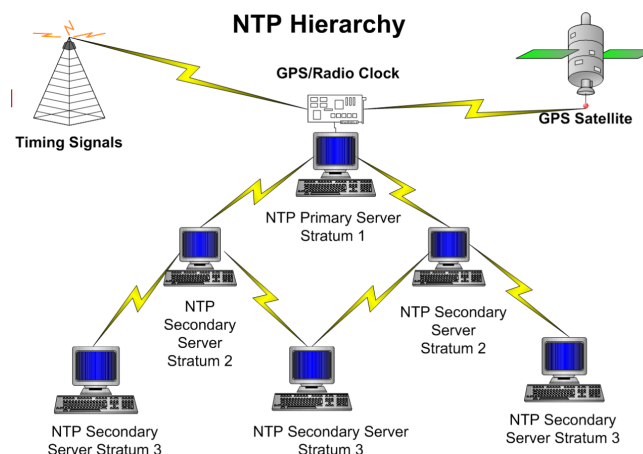 NTP Hierarchy
GPS/Radio Clock
Timing Signals
GPS Satellite
NTP Primary Server
Stratum 1
NTP
Secondary
Server
Stratum 2
NTP Secondary
Server
Stratum 2
NTP Secondary
Server Stratum 3
NTP Secondary Server
Stratum 3
NTP Secondary
Server Stratum 3